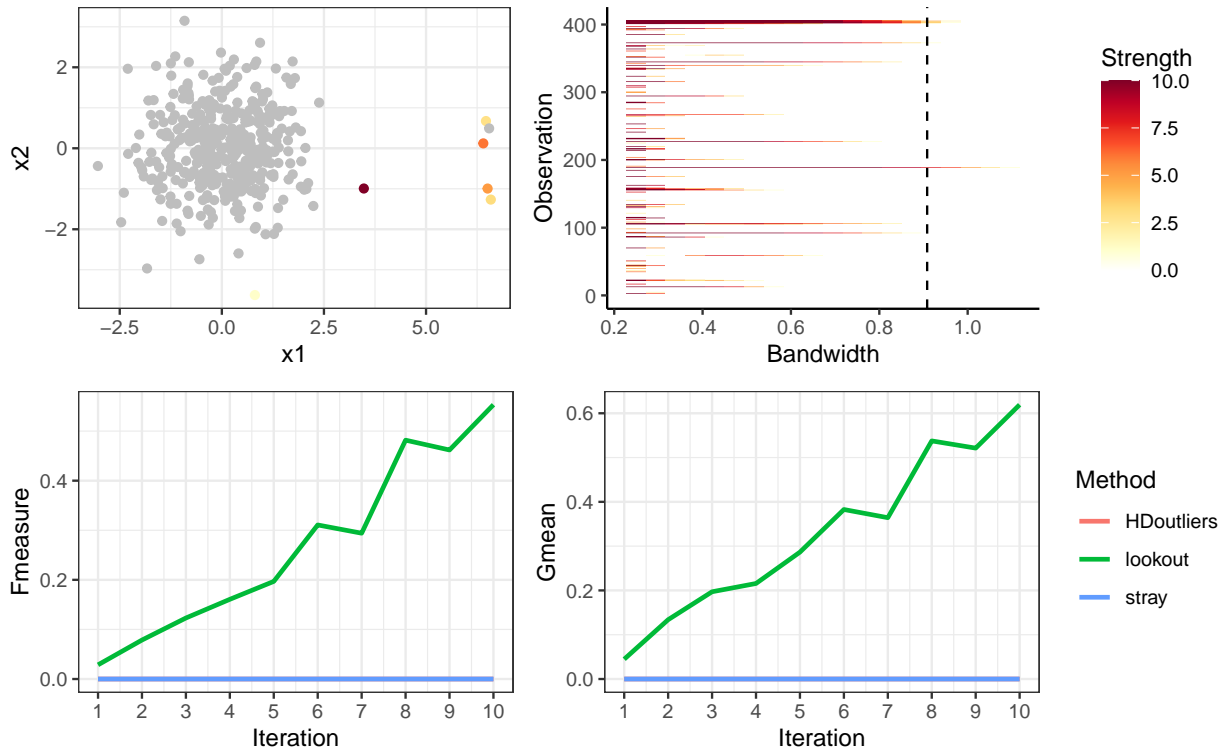 2
0
−2
x2
−2.5
0.0
2.5
5.0
x1
400
300
200
100
0
Observation
0.2
0.4
0.6
0.8
1.0
Bandwidth
Strength
10.0
7.5
5.0
2.5
0.0
0.4
0.2
0.0
Fmeasure
1 2 3 4 5 6 7 8 9 10
Iteration
0.6
0.4
0.2
0.0
Gmean
1 2 3 4 5 6 7 8 9 10
Iteration
Method
HDoutliers
lookout
stray